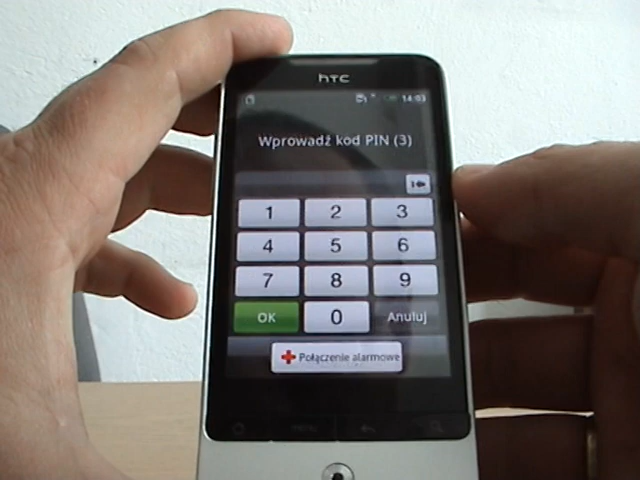 hTC
14:03
Wprowadź kod PIN (3)
1 2 3
4 5 6
7 8 9
OK 0 Anuluj
Połączenie alarmowe